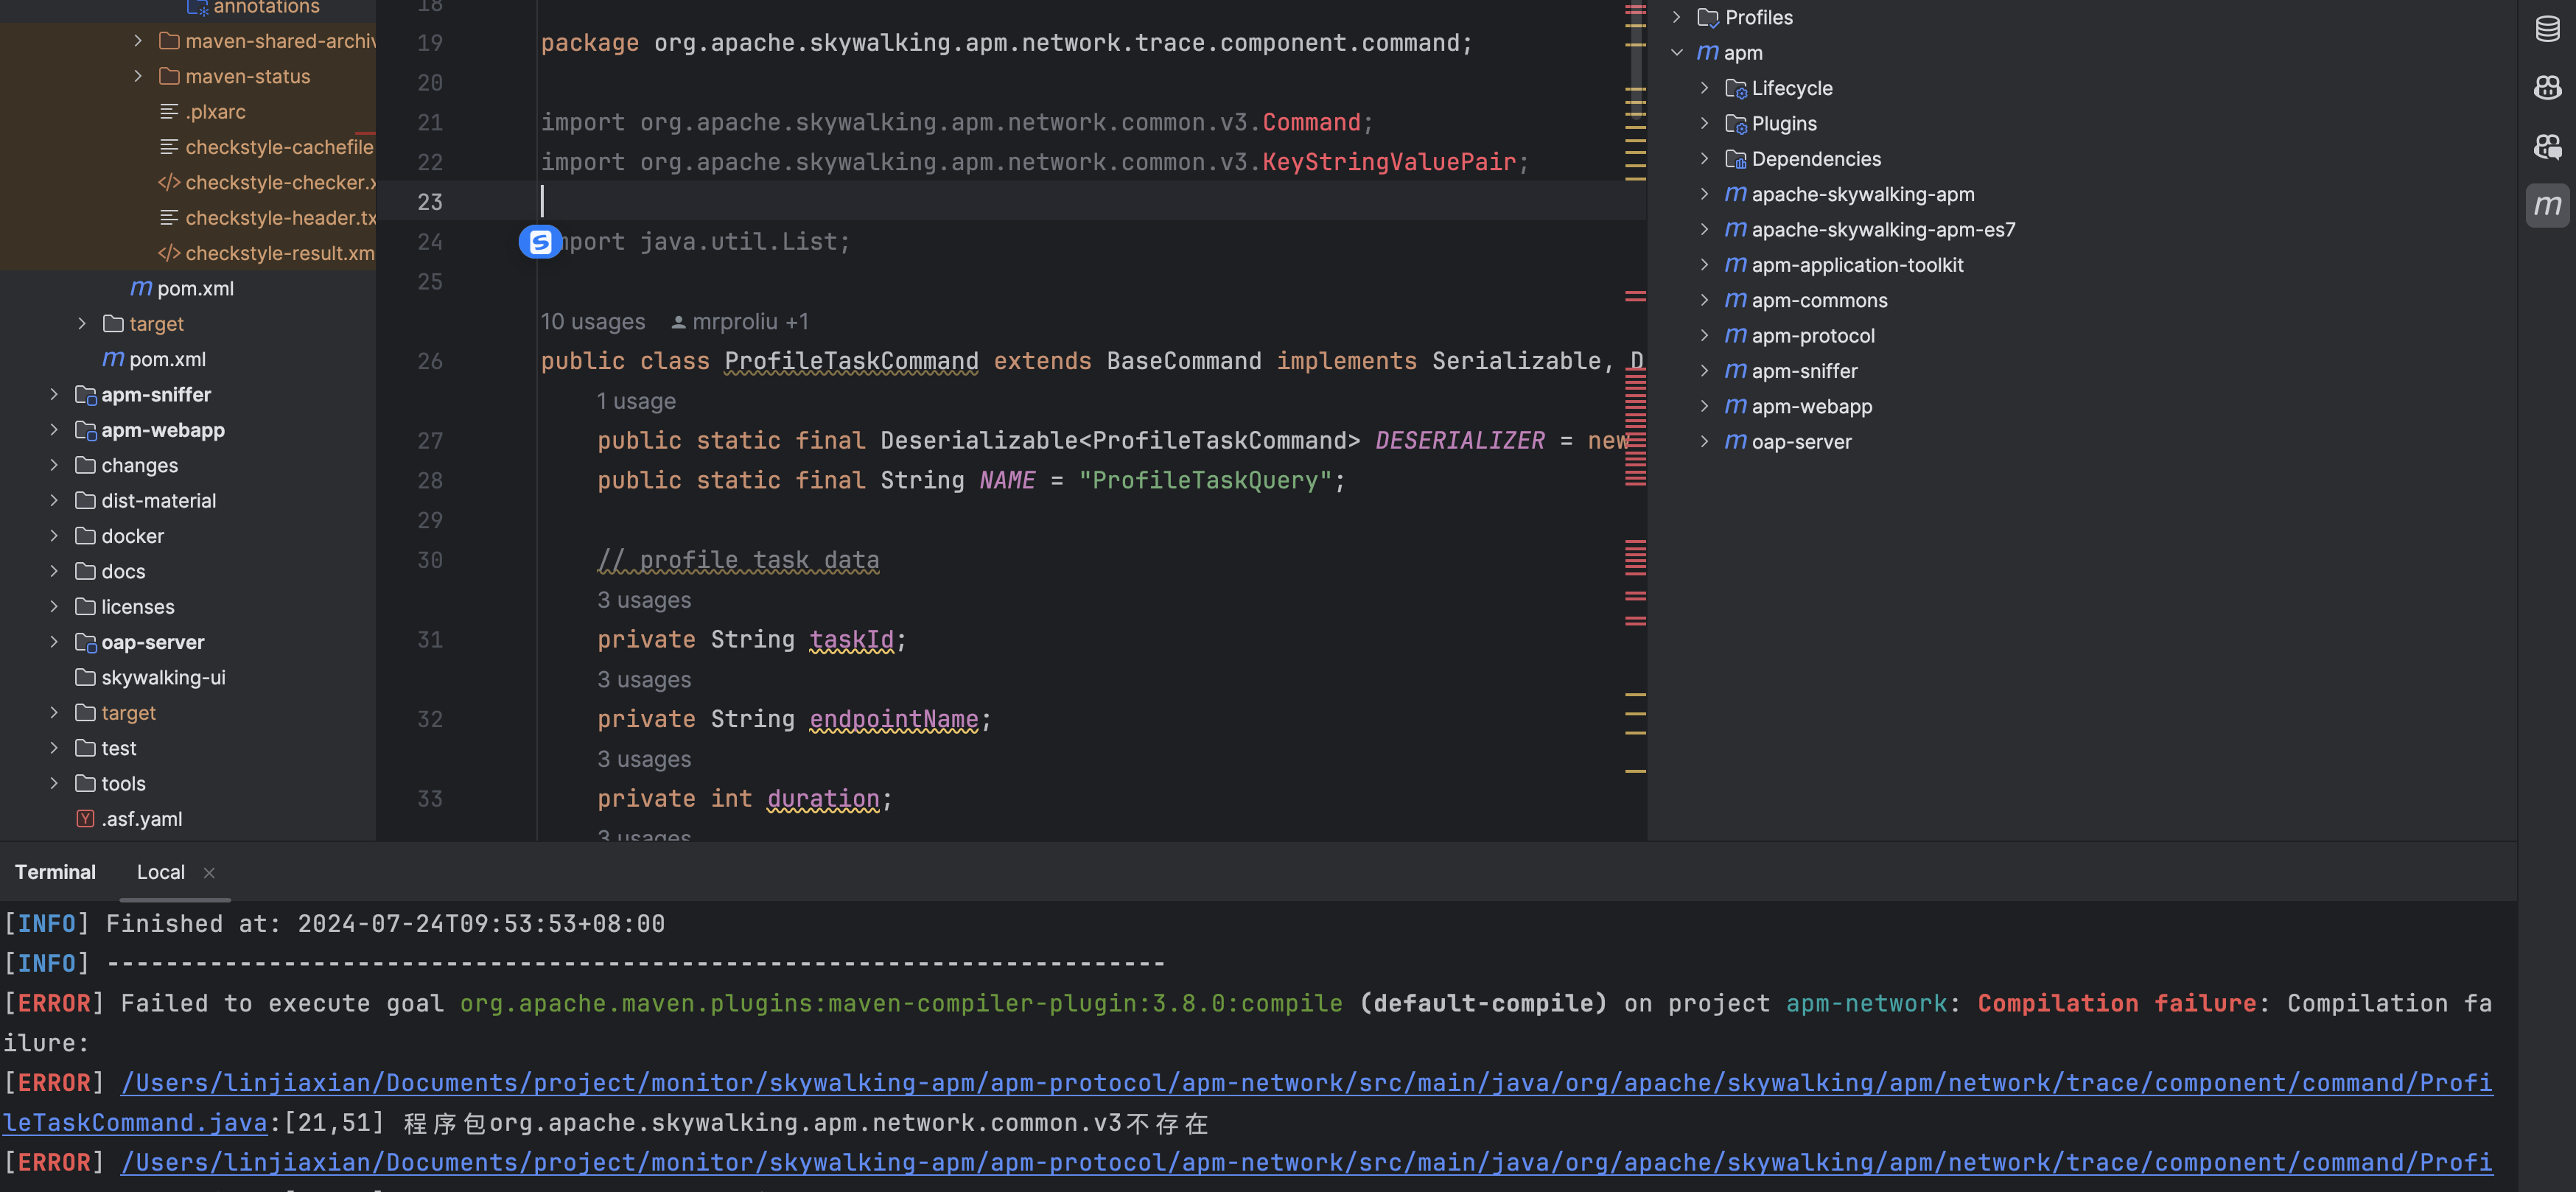 annotations
maven-shared-archiv
maven-status
.plxarc
checkstyle-cachefile
checkstyle-checker.x
checkstyle-header.tx
checkstyle-result.xm
pom.xml
target
pom.xml
apm-sniffer
apm-webapp
changes
dist-material
docker
docs
licenses
oap-server
skywalking-ui
target
test
tools
.asf.yaml
18
19 package org.apache.skywalking.apm.network.trace.component.command;
20
21 import org.apache.skywalking.apm.network.common.v3.Command;
22 import org.apache.skywalking.apm.network.common.v3.KeyStringValuePair;
23
24 mport java.util.List;
25
10 usages mrproliu +1
26 public class ProfileTaskCommand extends BaseCommand implements Serializable, D
1 usage
27 public static final Deserializable<ProfileTaskCommand> DESERIALIZER = new
28 public static final String NAME = "ProfileTaskQuery";
29
30 // profile task data
3 usages
31 private String taskId;
3 usages
32 private String endpointName;
3 usages
33 private int duration;
3 usages
Profiles
m apm
Lifecycle
Plugins
Dependencies
m apache-skywalking-apm
m apache-skywalking-apm-es7
m apm-application-toolkit
m apm-commons
m apm-protocol
m apm-sniffer
m apm-webapp
m oap-server
m
Terminal Local ×
[INFO] Finished at: 2024-07-24T09:53:53+08:00
[INFO] ------------------------------------------------------------------------
[ERROR] Failed to execute goal org.apache.maven.plugins:maven-compiler-plugin:3.8.0:compile (default-compile) on project apm-network: Compilation failure: Compilation fa
ilure:
[ERROR] /Users/linjiaxian/Documents/project/monitor/skywalking-apm/apm-protocol/apm-network/src/main/java/org/apache/skywalking/apm/network/trace/component/command/Profi
leTaskCommand.java:[21,51] 程序包org.apache.skywalking.apm.network.common.v3不存在
[ERROR] /Users/linjiaxian/Documents/project/monitor/skywalking-apm/apm-protocol/apm-network/src/main/java/org/apache/skywalking/apm/network/trace/component/command/Profi